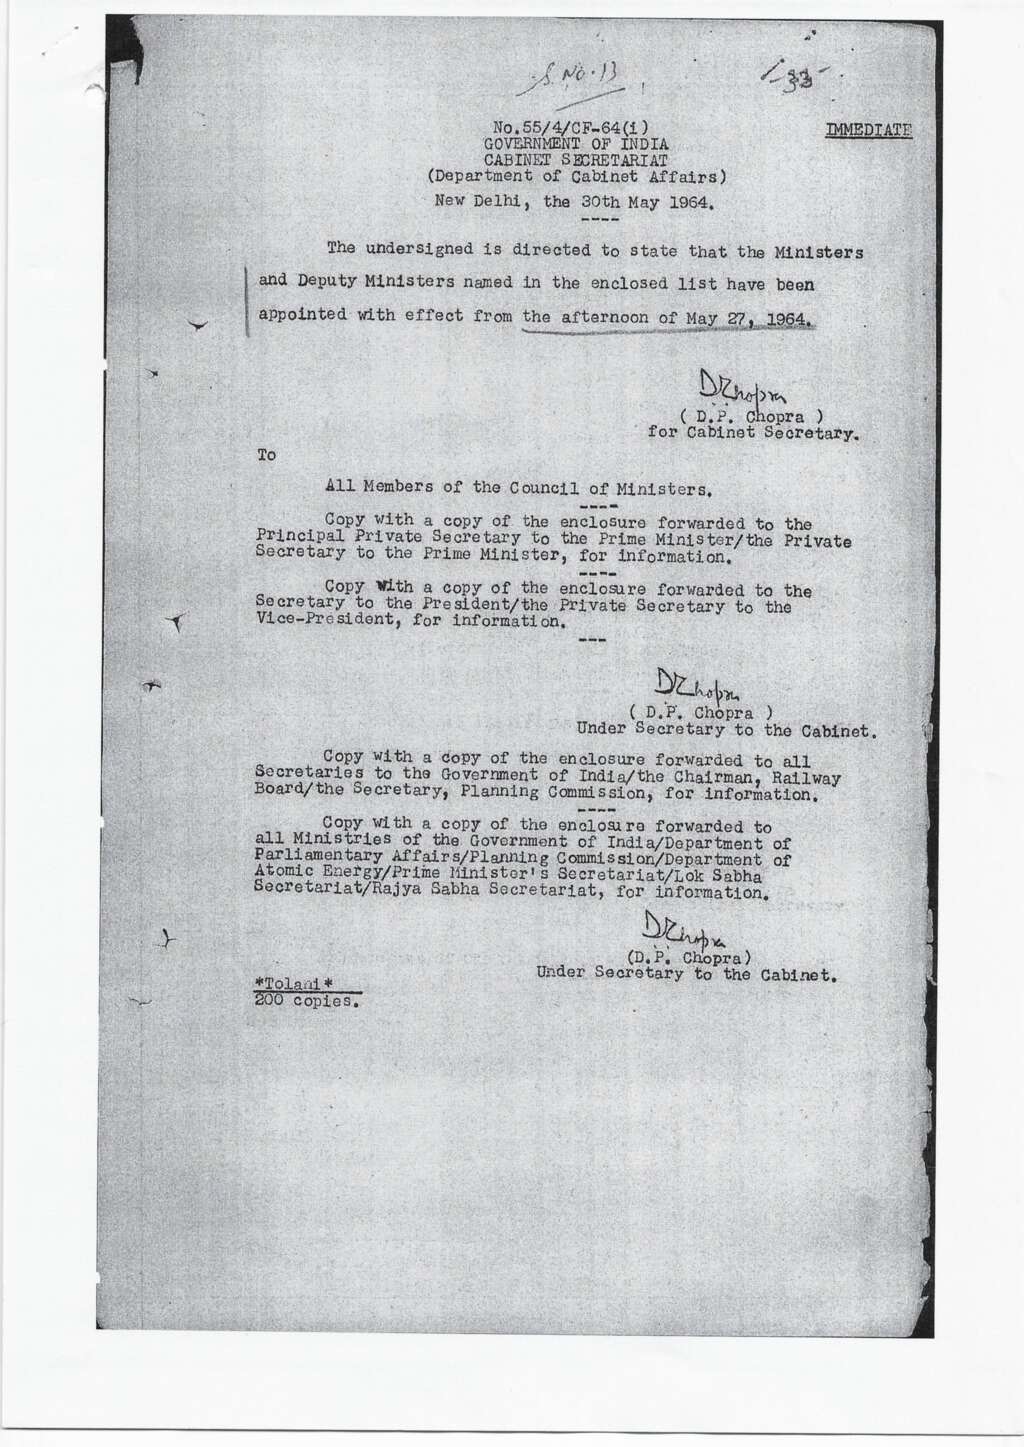 S. No. 13
33
No.55/4/CF-64(i)
IMMEDIATE
GOVERNMENT OF INDIA
CABINET SECRETARIAT
(Department of Cabinet Affairs)
New Delhi, the 30th May 1964.
----
The undersigned is directed to state that the Ministers
and Deputy Ministers named in the enclosed list have been
appointed with effect from the afternoon of May 27, 1964.
DPChopra
( D.P. Chopra )
for Cabinet Secretary.
To
All Members of the Council of Ministers.
----
Copy with a copy of the enclosure forwarded to the
Principal Private Secretary to the Prime Minister/the Private
Secretary to the Prime Minister, for information.
----
Copy with a copy of the enclosure forwarded to the
Secretary to the President/the Private Secretary to the
Vice-President, for information.
---
DPChopra
( D.P. Chopra )
Under Secretary to the Cabinet.
Copy with a copy of the enclosure forwarded to all
Secretaries to the Government of India/the Chairman, Railway
Board/the Secretary, Planning Commission, for information.
----
Copy with a copy of the enclosure forwarded to
all Ministries of the Government of India/Department of
Parliamentary Affairs/Planning Commission/Department of
Atomic Energy/Prime Minister's Secretariat/Lok Sabha
Secretariat/Rajya Sabha Secretariat, for information.
DPChopra
(D.P. Chopra)
Under Secretary to the Cabinet.
*Tolani*
200 copies.